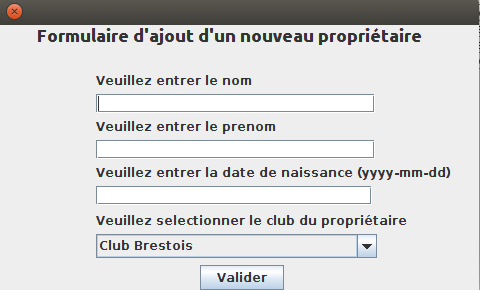 Formulaire d'ajout d'un nouveau propriétaire
Veuillez entrer le nom
Veuillez entrer le prenom
Veuillez entrer la date de naissance (yyyy-mm-dd)
Veuillez selectionner le club du propriétaire
Club Brestois
Valider